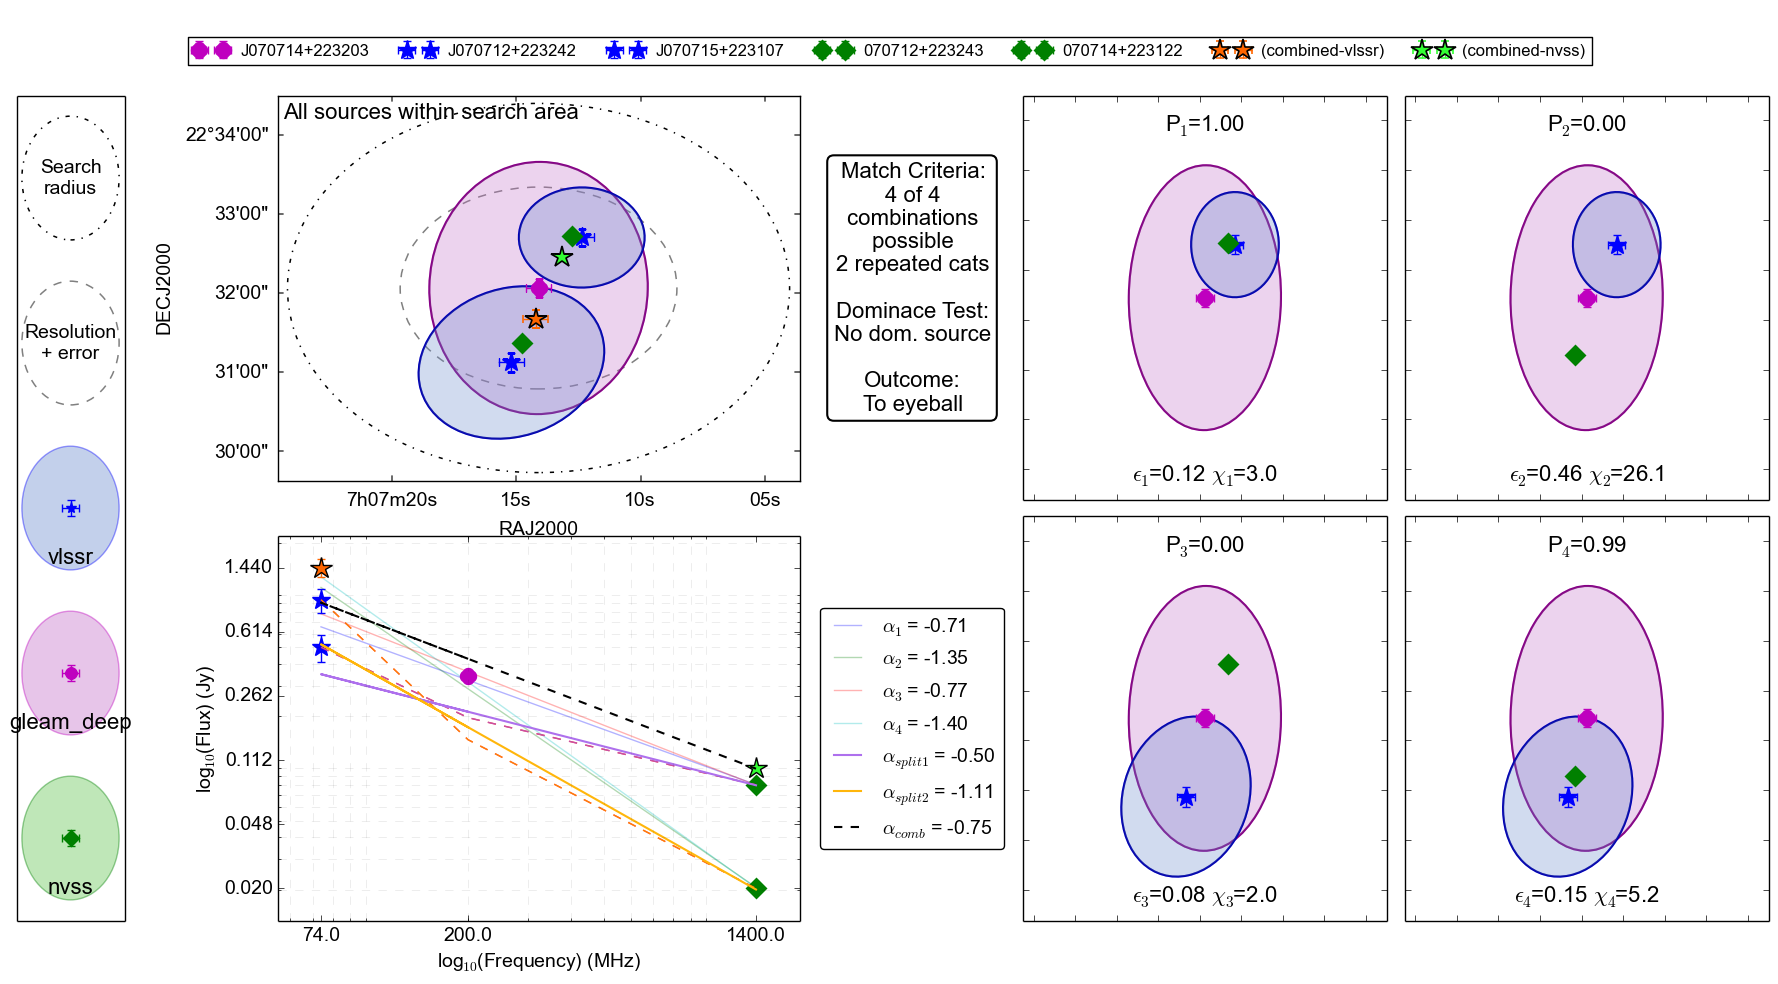 J070714+223203 J070712+223242 J070715+223107 070712+223243 070714+223122 (combined-vlssr) (combined-nvss)
Search
radius
Resolution
+ error
vlssr
gleam_deep
nvss
All sources within search area
DECJ2000
22°34'00"
33'00"
32'00"
31'00"
30'00"
7h07m20s 15s 10s 05s
RAJ2000
Match Criteria:
4 of 4
combinations
possible
2 repeated cats
Dominace Test:
No dom. source
Outcome:
To eyeball
P1=1.00
ϵ1=0.12 χ1=3.0
P2=0.00
ϵ2=0.46 χ2=26.1
P3=0.00
ϵ3=0.08 χ3=2.0
P4=0.99
ϵ4=0.15 χ4=5.2
log10(Flux) (Jy)
1.440
0.614
0.262
0.112
0.048
0.020
74.0 200.0 1400.0
log10(Frequency) (MHz)
α1 = -0.71
α2 = -1.35
α3 = -0.77
α4 = -1.40
αsplit1 = -0.50
αsplit2 = -1.11
αcomb = -0.75